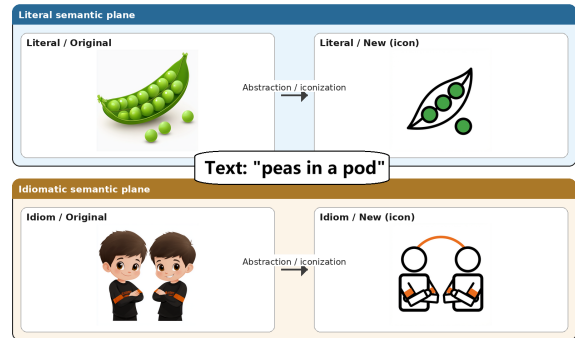 Literal semantic plane
Literal / Original
Literal / New (icon)
Abstraction / iconization
Text: "peas in a pod"
Idiomatic semantic plane
Idiom / Original
Idiom / New (icon)
Abstraction / iconization